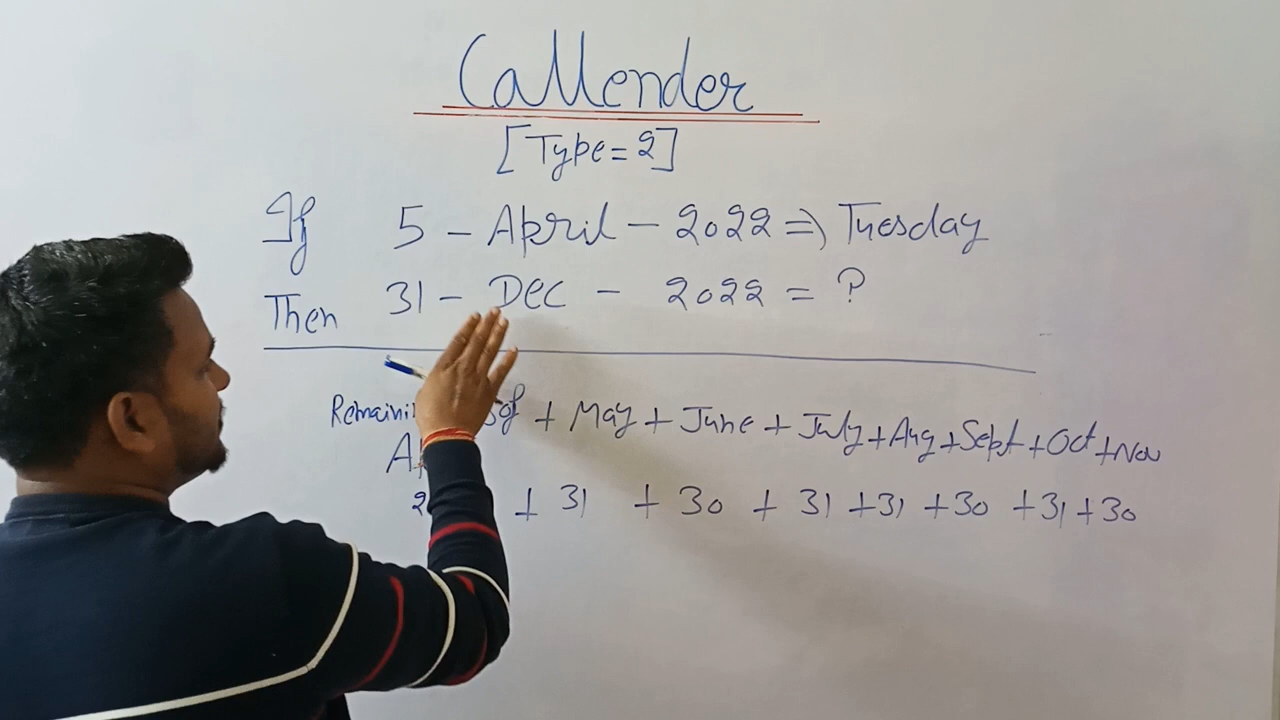 Callender
[Type=2]
If 5 - April - 2022 ⇒ Tuesday
Then 31 - Dec - 2022 = ?
+ May + June + July + Aug + Sept + Oct + Nov
+ 31 + 30 + 31 + 31 + 30 + 31 + 30